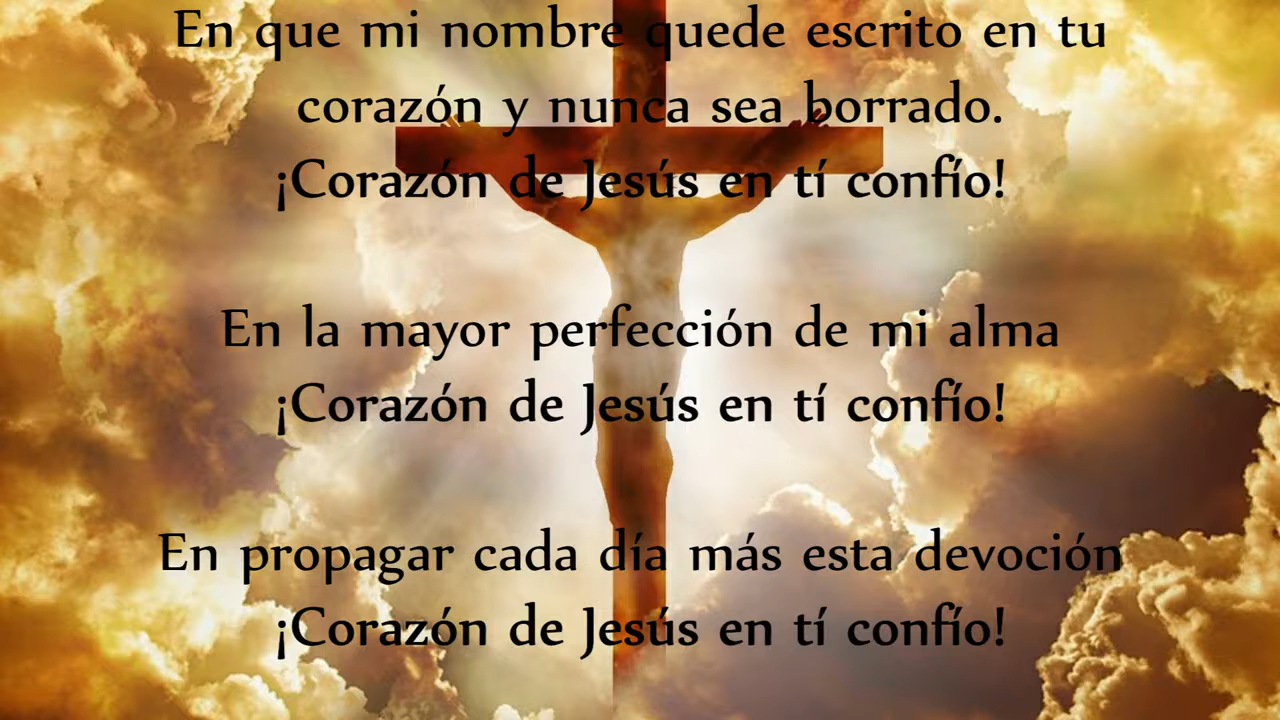 En que mi nombre quede escrito en tu
corazón y nunca sea borrado.
¡Corazón de Jesús en tí confío!
En la mayor perfección de mi alma
¡Corazón de Jesús en tí confío!
En propagar cada día más esta devoción
¡Corazón de Jesús en tí confío!